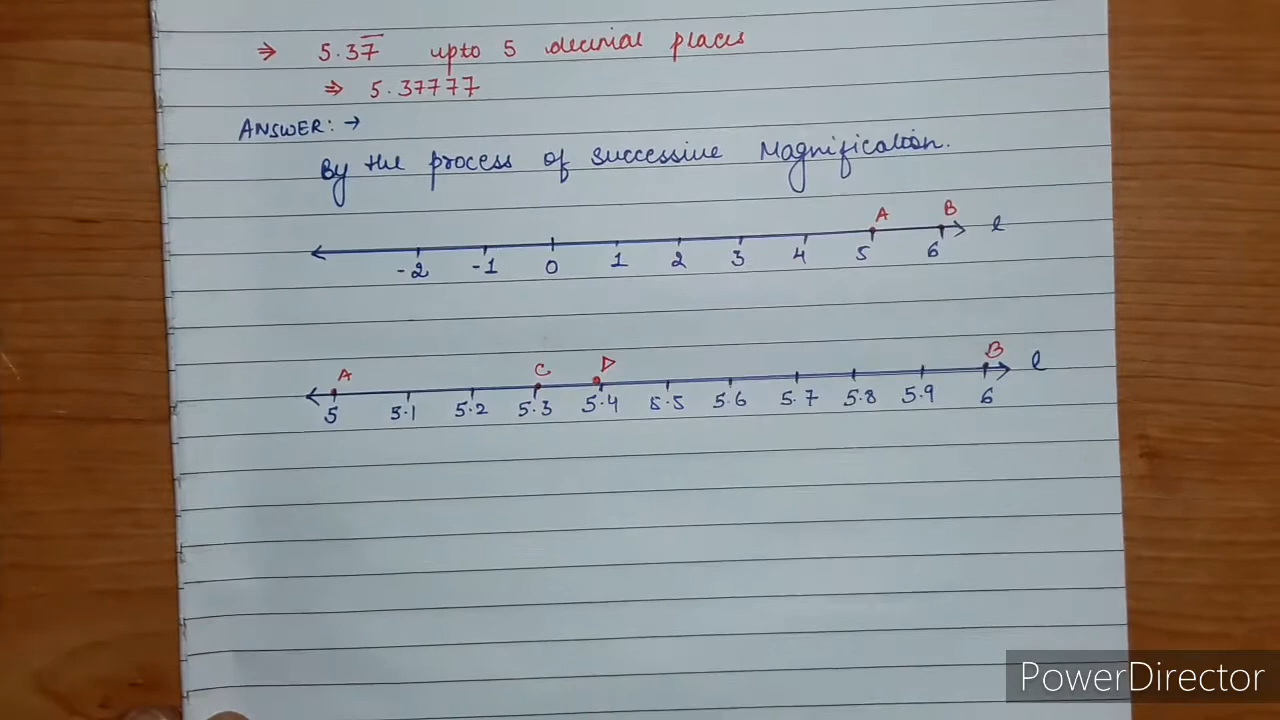 ⇒ 5.37̅ upto 5 decimal places
⇒ 5.37777
ANSWER: →
By the process of successive Magnification.
A B
l
-2 -1 0 1 2 3 4 5 6
A C D B
l
5 5.1 5.2 5.3 5.4 5.5 5.6 5.7 5.8 5.9 6
PowerDirector